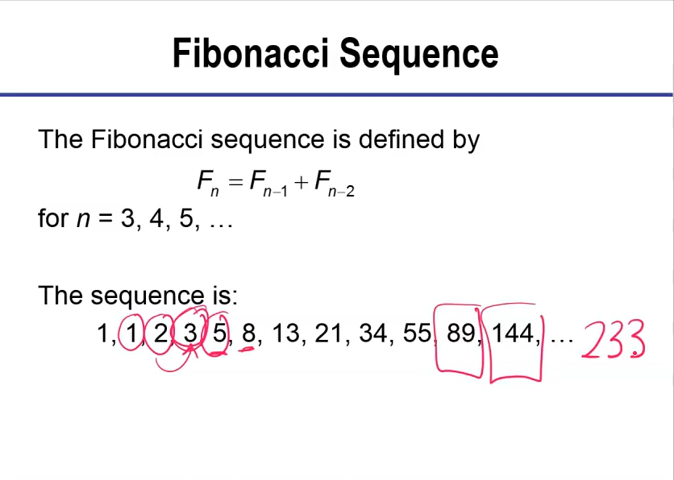 Fibonacci Sequence
The Fibonacci sequence is defined by
Fₙ = Fₙ₋₁ + Fₙ₋₂
for n = 3, 4, 5, …
The sequence is:
1, 1, 2, 3, 5, 8, 13, 21, 34, 55, 89, 144, … 233